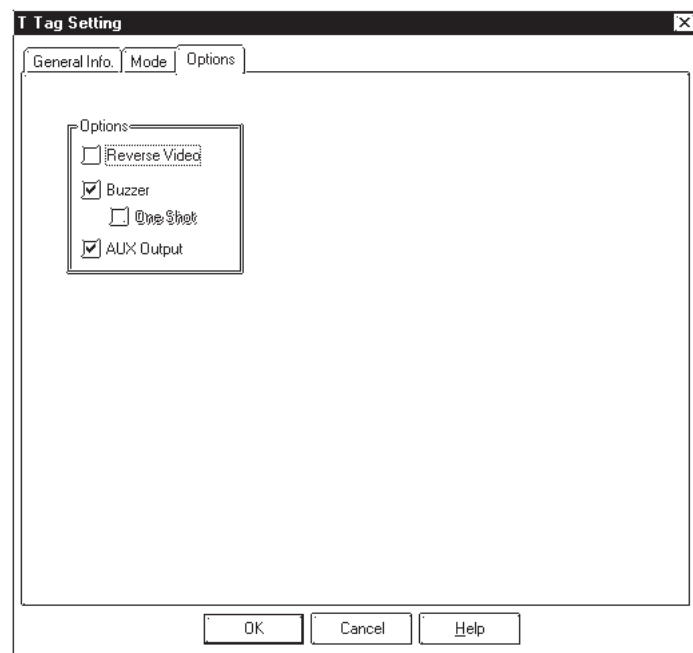 T Tag Setting
General Info. Mode Options
Options
Reverse Video
Buzzer
One Shot
AUX Output
OK Cancel Help